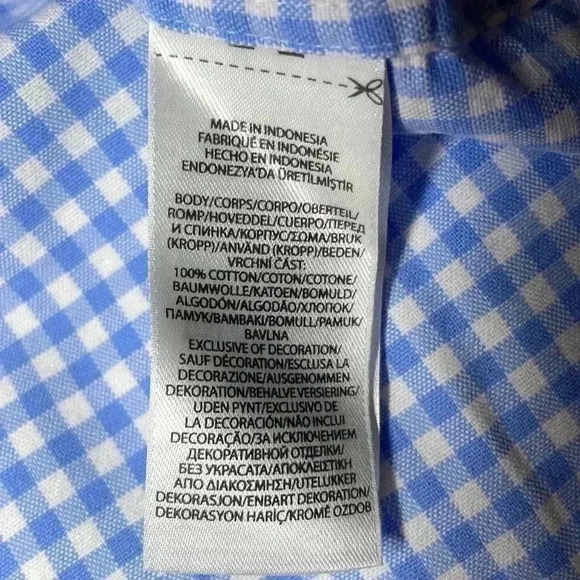 MADE IN INDONESIA
FABRIQUÉ EN INDONÉSIE
HECHO EN INDONESIA
ENDONEZYA'DA ÜRETİLMİŞTİR
BODY/CORPS/CORPO/OBERTEIL/
ROMP/HOVEDDEL/CUERPO/ПЕРЕД
И СПИНКА/КОРПУС/ΣΩΜΑ/BRUK
(KROPP)/ANVÄND (KROPP)/BEDEN/
VRCHNÍ ČÁST:
100% COTTON/COTON/COTONE/
BAUMWOLLE/KATOEN/BOMULD/
ALGODÓN/ALGODÃO/ХЛОПОК/
ПАМУК/ΒΑΜΒΑΚΙ/BOMULL/PAMUK/
BAVLNA
EXCLUSIVE OF DECORATION/
SAUF DÉCORATION/ESCLUSA LA
DECORAZIONE/AUSGENOMMEN
DEKORATION/BEHALVE VERSIERING/
UDEN PYNT/EXCLUSIVO DE
LA DECORACIÓN/NÃO INCLUI
DECORAÇÃO/ЗА ИСКЛЮЧЕНИЕМ
ДЕКОРАТИВНОЙ ОТДЕЛКИ/
БЕЗ УКРАСАТА/ΑΠΟΚΛΕΙΣΤΙΚΗ
ΑΠΟ ΔΙΑΚΟΣΜΗΣΗ/UTELUKKER
DEKORASJON/ENBART DEKORATION/
DEKORASYON HARİÇ/KROMĚ OZDOB